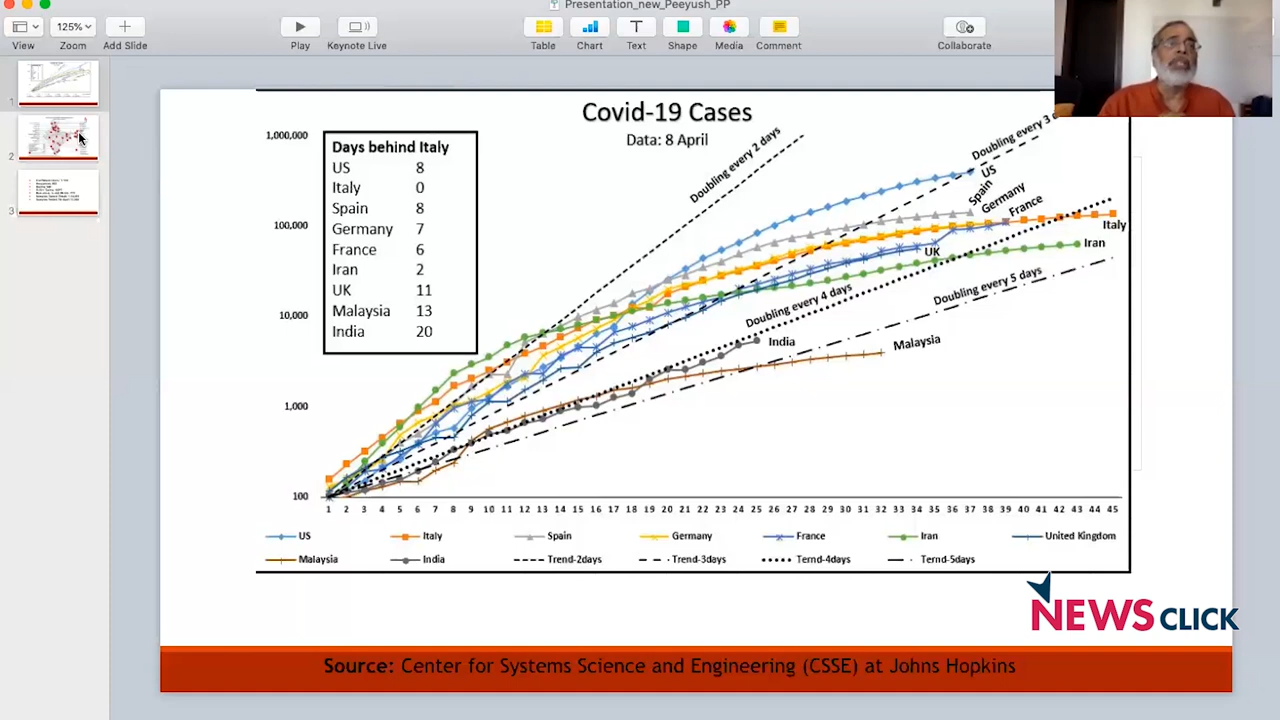 Presentation_new_Peeyush_PP
125%
View
Zoom
Add Slide
Play
Keynote Live
Table
Chart
Text
Shape
Media
Comment
Collaborate
1
2
3
Covid-19 Cases
Data: 8 April
Days behind Italy
US 8
Italy 0
Spain 8
Germany 7
France 6
Iran 2
UK 11
Malaysia 13
India 20
1,000,000
100,000
10,000
1,000
100
Doubling every 2 days
Doubling every 3
US
Spain
Germany
France
Italy
Iran
UK
Doubling every 4 days
Doubling every 5 days
India
Malaysia
1 2 3 4 5 6 7 8 9 10 11 12 13 14 15 16 17 18 19 20 21 22 23 24 25 26 27 28 29 30 31 32 33 34 35 36 37 38 39 40 41 42 43 44 45
US Italy Spain Germany France Iran United Kingdom
Malaysia India Trend-2days Trend-3days Ternd-4days Ternd-5days
NEWS CLICK
Source: Center for Systems Science and Engineering (CSSE) at Johns Hopkins